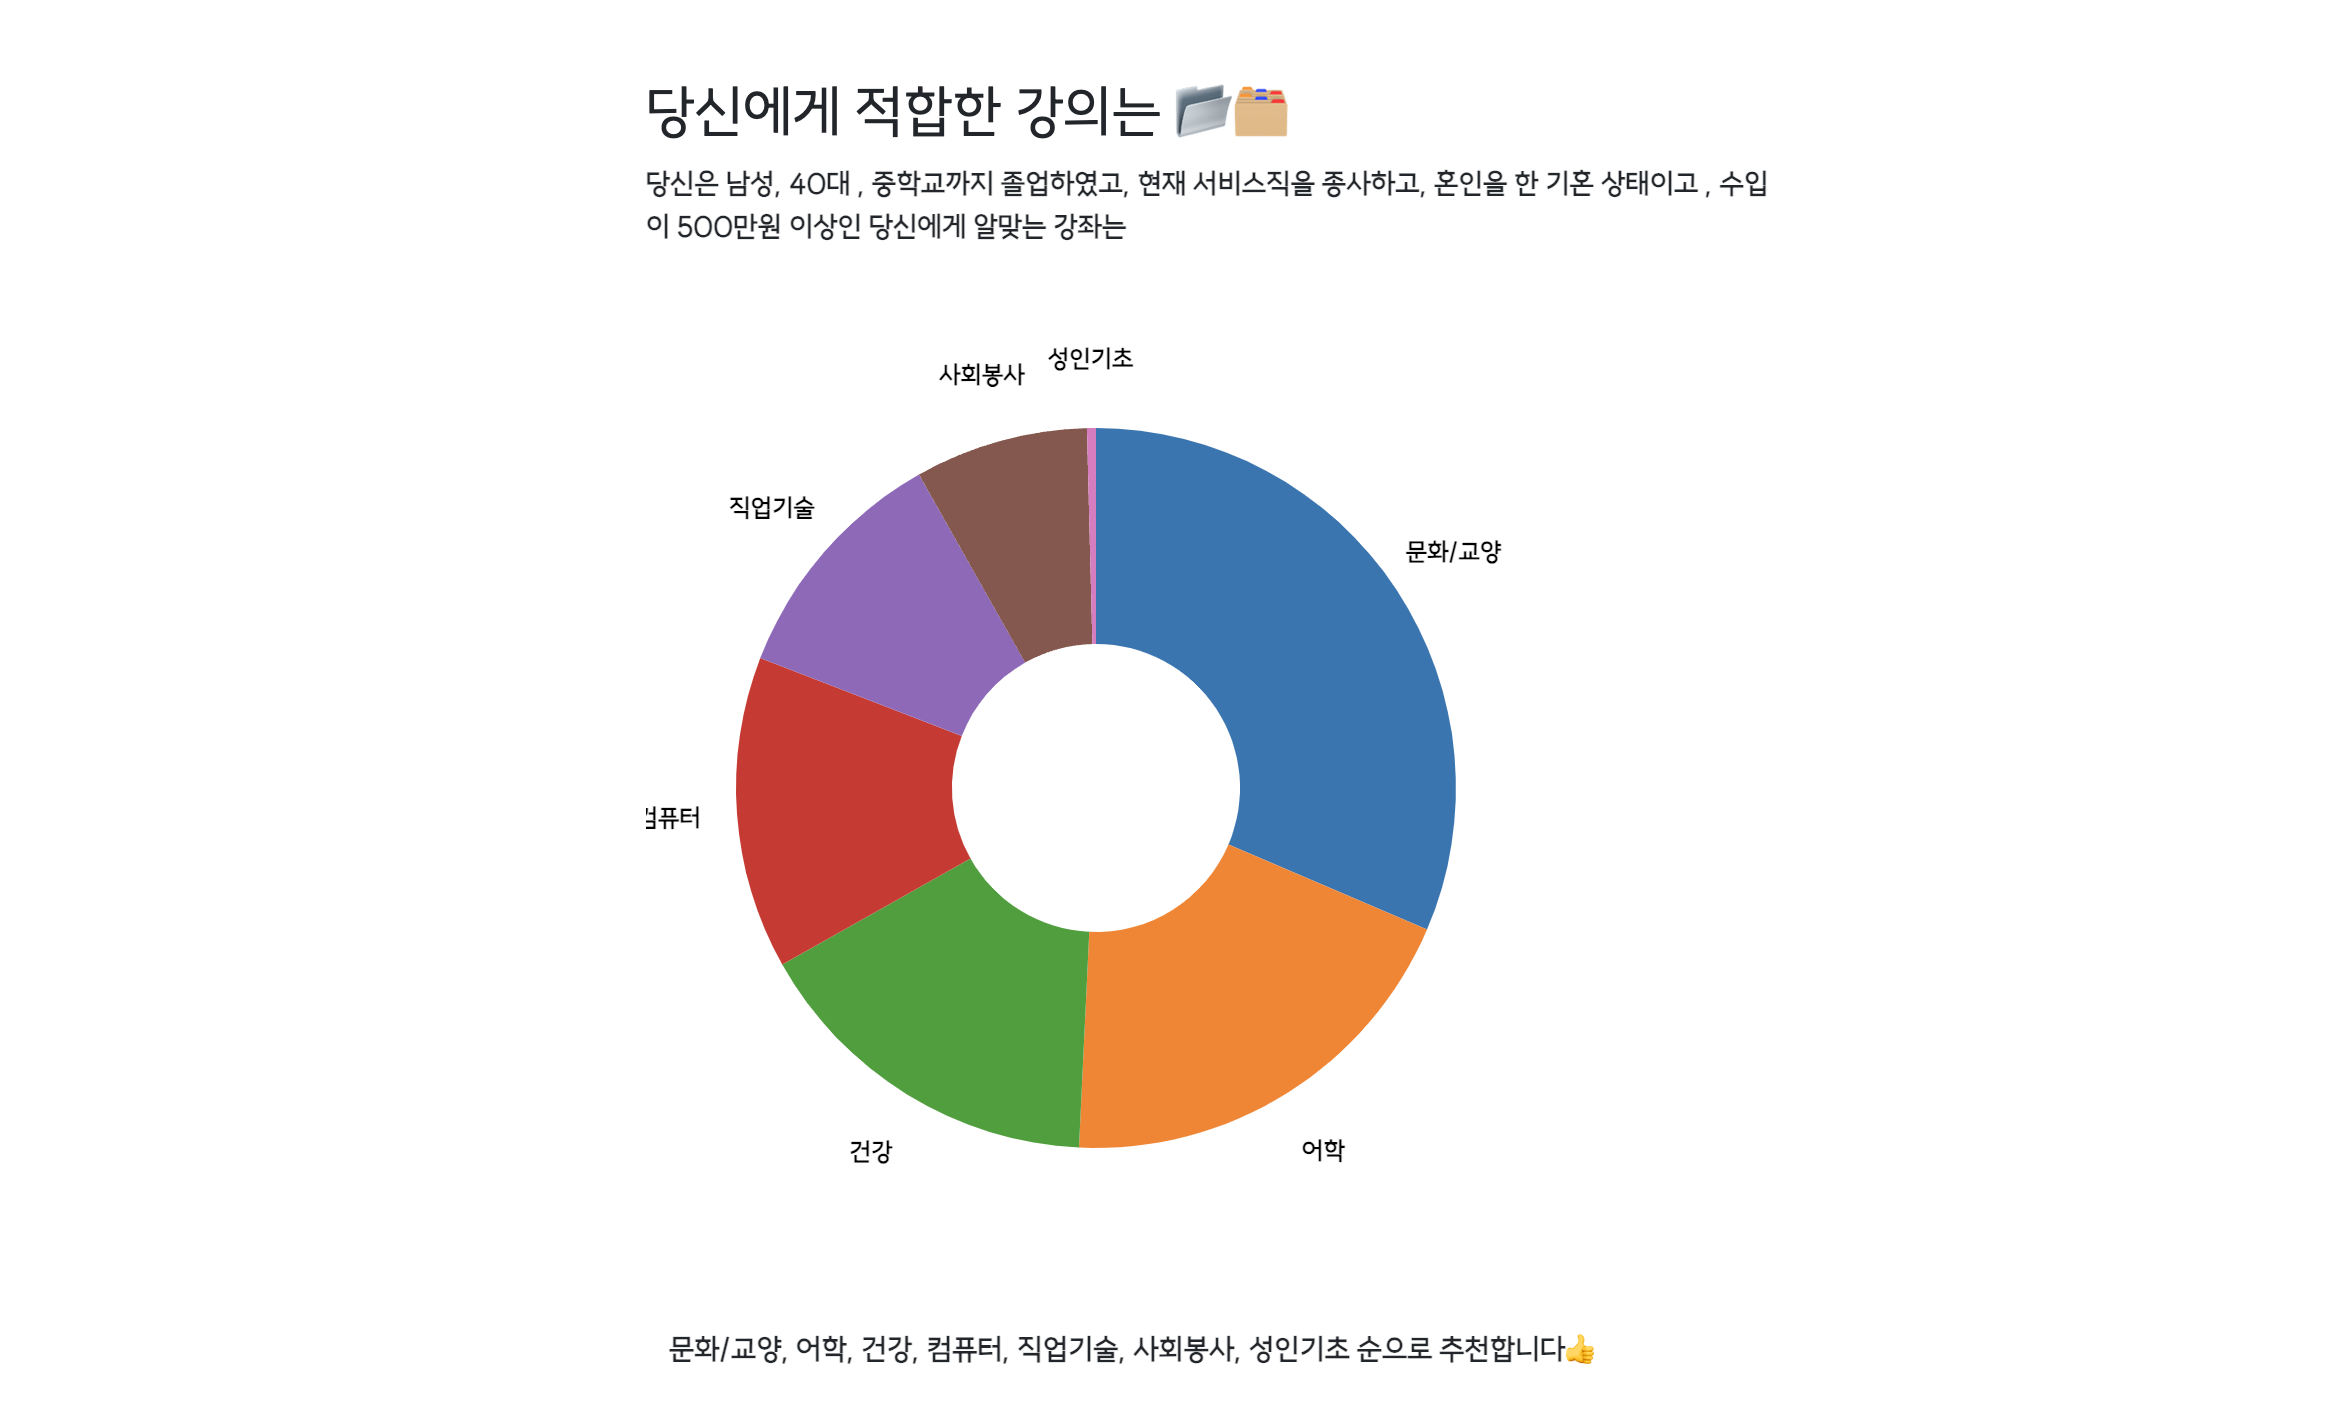 당신에게 적합한 강의는
당신은 남성, 40대 , 중학교까지 졸업하였고, 현재 서비스직을 종사하고, 혼인을 한 기혼 상태이고 , 수입
이 500만원 이상인 당신에게 알맞는 강좌는
성인기초
사회봉사
직업기술
문화/교양
컴퓨터
건강
어학
문화/교양, 어학, 건강, 컴퓨터, 직업기술, 사회봉사, 성인기초 순으로 추천합니다👍